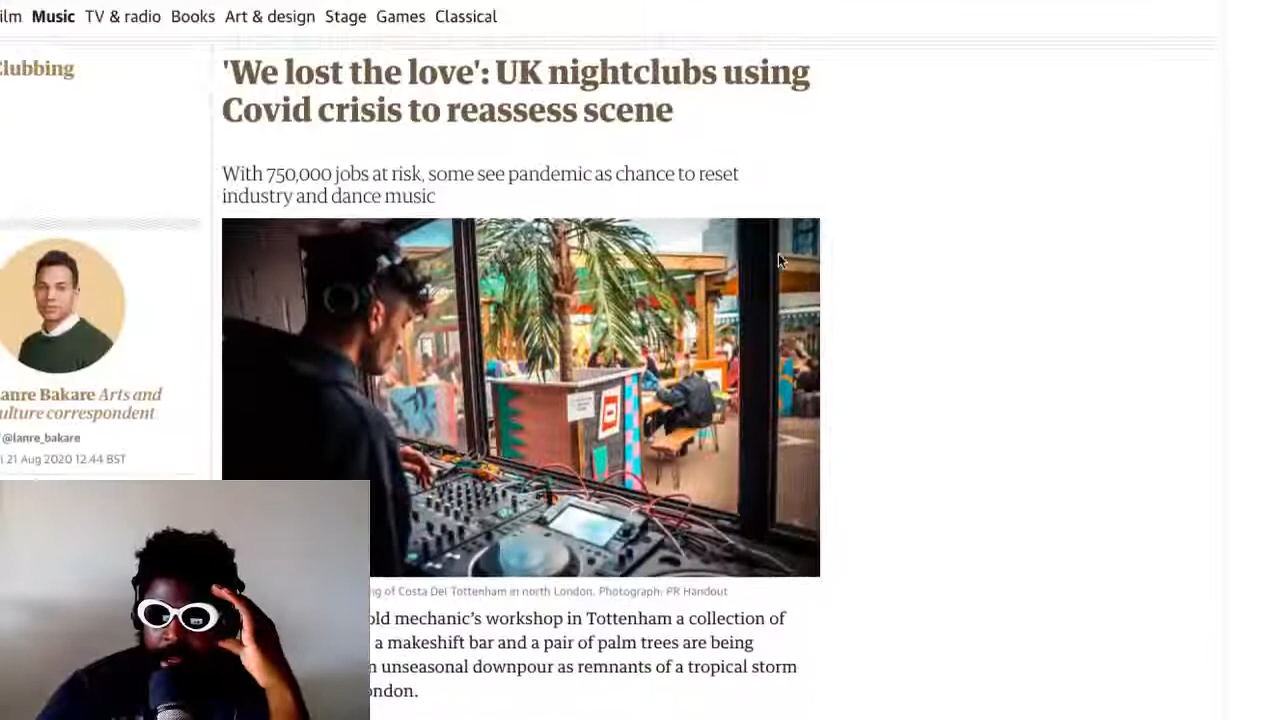 ilm Music TV & radio Books Art & design Stage Games Classical
Clubbing
'We lost the love': UK nightclubs using
Covid crisis to reassess scene
With 750,000 jobs at risk, some see pandemic as chance to reset
industry and dance music
anre Bakare Arts and
ulture correspondent
@lanre_bakare
i 21 Aug 2020 12.44 BST
ng of Costa Del Tottenham in north London. Photograph: PR Handout
old mechanic's workshop in Tottenham a collection of
a makeshift bar and a pair of palm trees are being
n unseasonal downpour as remnants of a tropical storm
ondon.